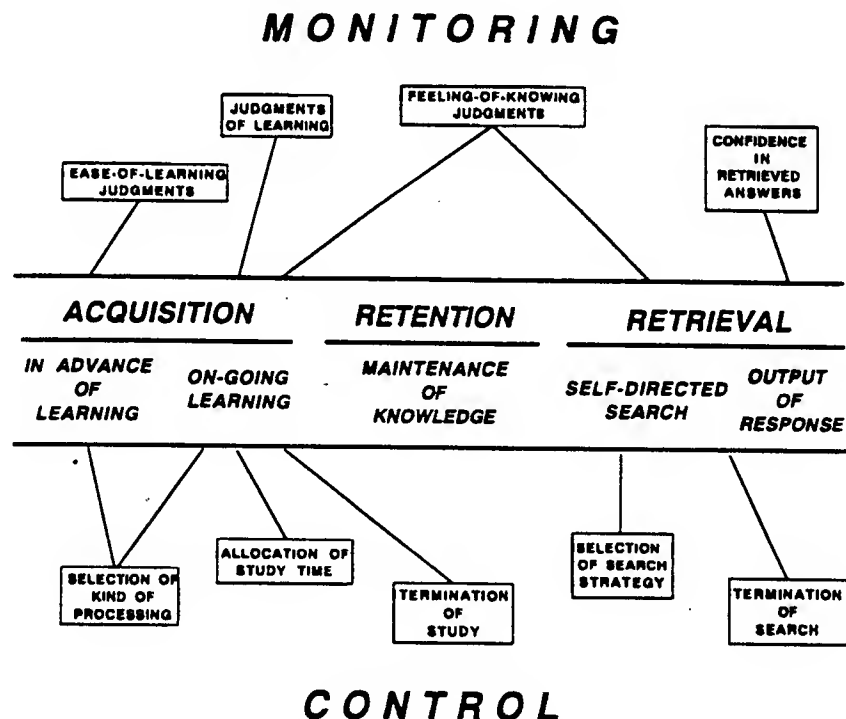 MONITORING
JUDGMENTS
OF LEARNING
FEELING-OF-KNOWING
JUDGMENTS
CONFIDENCE
IN
RETRIEVED
ANSWERS
EASE-OF-LEARNING
JUDGMENTS
ACQUISITION
RETENTION
RETRIEVAL
IN ADVANCE
OF
LEARNING
ON-GOING
LEARNING
MAINTENANCE
OF
KNOWLEDGE
SELF-DIRECTED
SEARCH
OUTPUT
OF
RESPONSE
SELECTION OF
KIND OF
PROCESSING
ALLOCATION OF
STUDY TIME
TERMINATION
OF
STUDY
SELECTION
OF SEARCH
STRATEGY
TERMINATION
OF
SEARCH
CONTROL